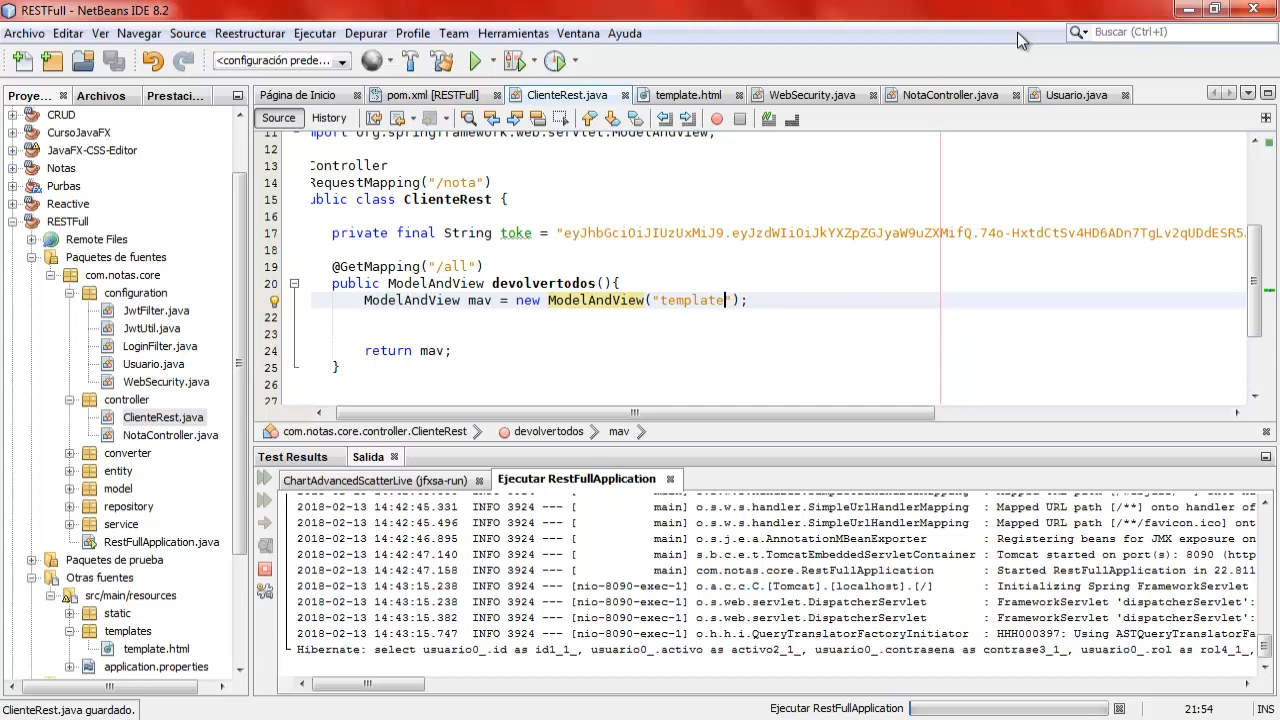 RESTFull - NetBeans IDE 8.2
Archivo Editar Ver Navegar Source Reestructurar Ejecutar Depurar Profile Team Herramientas Ventana Ayuda
Buscar (Ctrl+I)
<configuración prede...
Proye... Archivos Prestaci...
Página de Inicio pom.xml [RESTFull] ClienteRest.java template.html WebSecurity.java NotaController.java Usuario.java
Source History
CRUD
CursoJavaFX
JavaFX-CSS-Editor
Notas
Purbas
Reactive
RESTFull
Remote Files
Paquetes de fuentes
com.notas.core
configuration
JwtFilter.java
JwtUtil.java
LoginFilter.java
Usuario.java
WebSecurity.java
controller
ClienteRest.java
NotaController.java
converter
entity
model
repository
service
RestFullApplication.java
Paquetes de prueba
Otras fuentes
src/main/resources
static
templates
template.html
application.properties
11 mport org.springframework.web.servlet.ModelAndView;
12
13 Controller
14 RequestMapping("/nota")
15 ublic class ClienteRest {
16
17 private final String toke = "eyJhbGciOiJIUzUxMiJ9.eyJzdWIiOiJkYXZpZGJyaW9uZXMifQ.74o-HxtdCtSv4HD6ADn7TgLv2qUDdESR5.
18
19 @GetMapping("/all")
20 public ModelAndView devolvertodos(){
ModelAndView mav = new ModelAndView("template");
22
23
24 return mav;
25 }
26
27
com.notas.core.controller.ClienteRest devolvertodos mav
Test Results Salida
ChartAdvancedScatterLive (jfxsa-run) Ejecutar RestFullApplication
2018-02-13 14:42:45.331 INFO 3924 --- [ main] o.s.w.s.handler.SimpleUrlHandlerMapping : Mapped URL path [/**] onto handler of
2018-02-13 14:42:45.496 INFO 3924 --- [ main] o.s.w.s.handler.SimpleUrlHandlerMapping : Mapped URL path [/**/favicon.ico] ont
2018-02-13 14:42:46.895 INFO 3924 --- [ main] o.s.j.e.a.AnnotationMBeanExporter : Registering beans for JMX exposure on
2018-02-13 14:42:47.140 INFO 3924 --- [ main] s.b.c.e.t.TomcatEmbeddedServletContainer : Tomcat started on port(s): 8090 (http
2018-02-13 14:42:47.158 INFO 3924 --- [ main] com.notas.core.RestFullApplication : Started RestFullApplication in 22.811
2018-02-13 14:43:15.238 INFO 3924 --- [nio-8090-exec-1] o.a.c.c.C.[Tomcat].[localhost].[/] : Initializing Spring FrameworkServlet
2018-02-13 14:43:15.238 INFO 3924 --- [nio-8090-exec-1] o.s.web.servlet.DispatcherServlet : FrameworkServlet 'dispatcherServlet':
2018-02-13 14:43:15.382 INFO 3924 --- [nio-8090-exec-1] o.s.web.servlet.DispatcherServlet : FrameworkServlet 'dispatcherServlet':
2018-02-13 14:43:15.747 INFO 3924 --- [nio-8090-exec-1] o.h.h.i.QueryTranslatorFactoryInitiator : HHH000397: Using ASTQueryTranslatorFa
Hibernate: select usuario0_.id as id1_1_, usuario0_.activo as activo2_1_, usuario0_.contrasena as contrase3_1_, usuario0_.rol as rol4_1_,
ClienteRest.java guardado.
Ejecutar RestFullApplication
21:54 INS